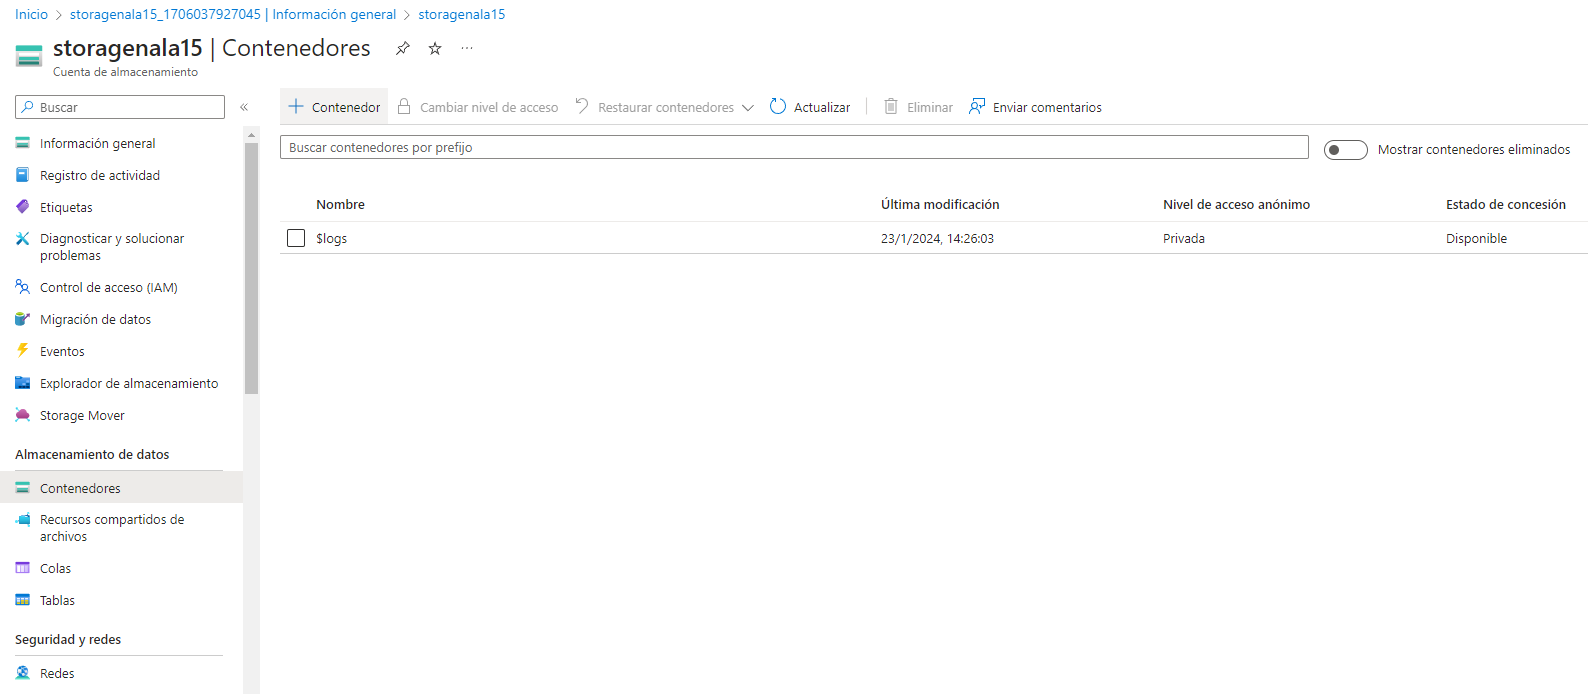 Inicio > storagenala15_1706037927045 | Información general > storagenala15
storagenala15 | Contenedores ...
Cuenta de almacenamiento
Buscar «
Información general
Registro de actividad
Etiquetas
Diagnosticar y solucionar
problemas
Control de acceso (IAM)
Migración de datos
Eventos
Explorador de almacenamiento
Storage Mover
Almacenamiento de datos
Contenedores
Recursos compartidos de
archivos
Colas
Tablas
Seguridad y redes
Redes
+ Contenedor Cambiar nivel de acceso Restaurar contenedores Actualizar Eliminar Enviar comentarios
Buscar contenedores por prefijo Mostrar contenedores eliminados
Nombre Última modificación Nivel de acceso anónimo Estado de concesión
$logs 23/1/2024, 14:26:03 Privada Disponible